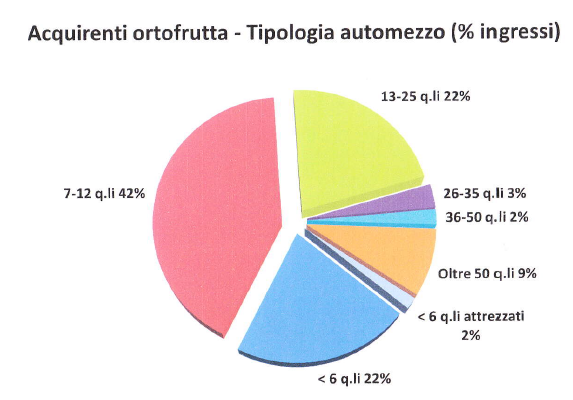 Acquirenti ortofrutta - Tipologia automezzo (% ingressi)
13-25 q.li 22%
7-12 q.li 42%
26-35 q.li 3%
36-50 q.li 2%
Oltre 50 q.li 9%
< 6 q.li attrezzati
2%
< 6 q.li 22%